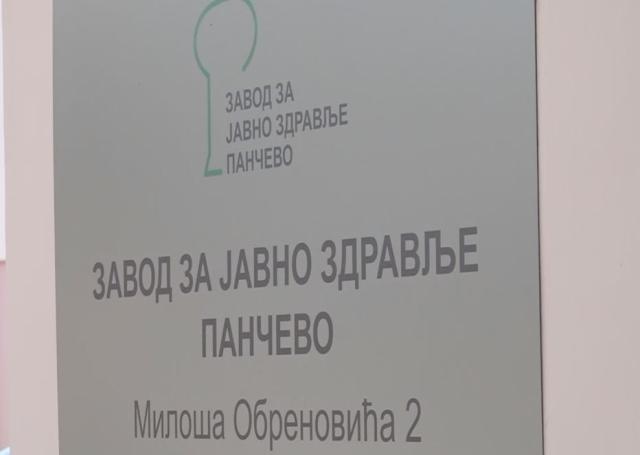 ЗАВОД ЗА
ЈАВНО ЗДРАВЉЕ
ПАНЧЕВО
ЗАВОД ЗА ЈАВНО ЗДРАВЉЕ
ПАНЧЕВО
Милоша Обреновића 2